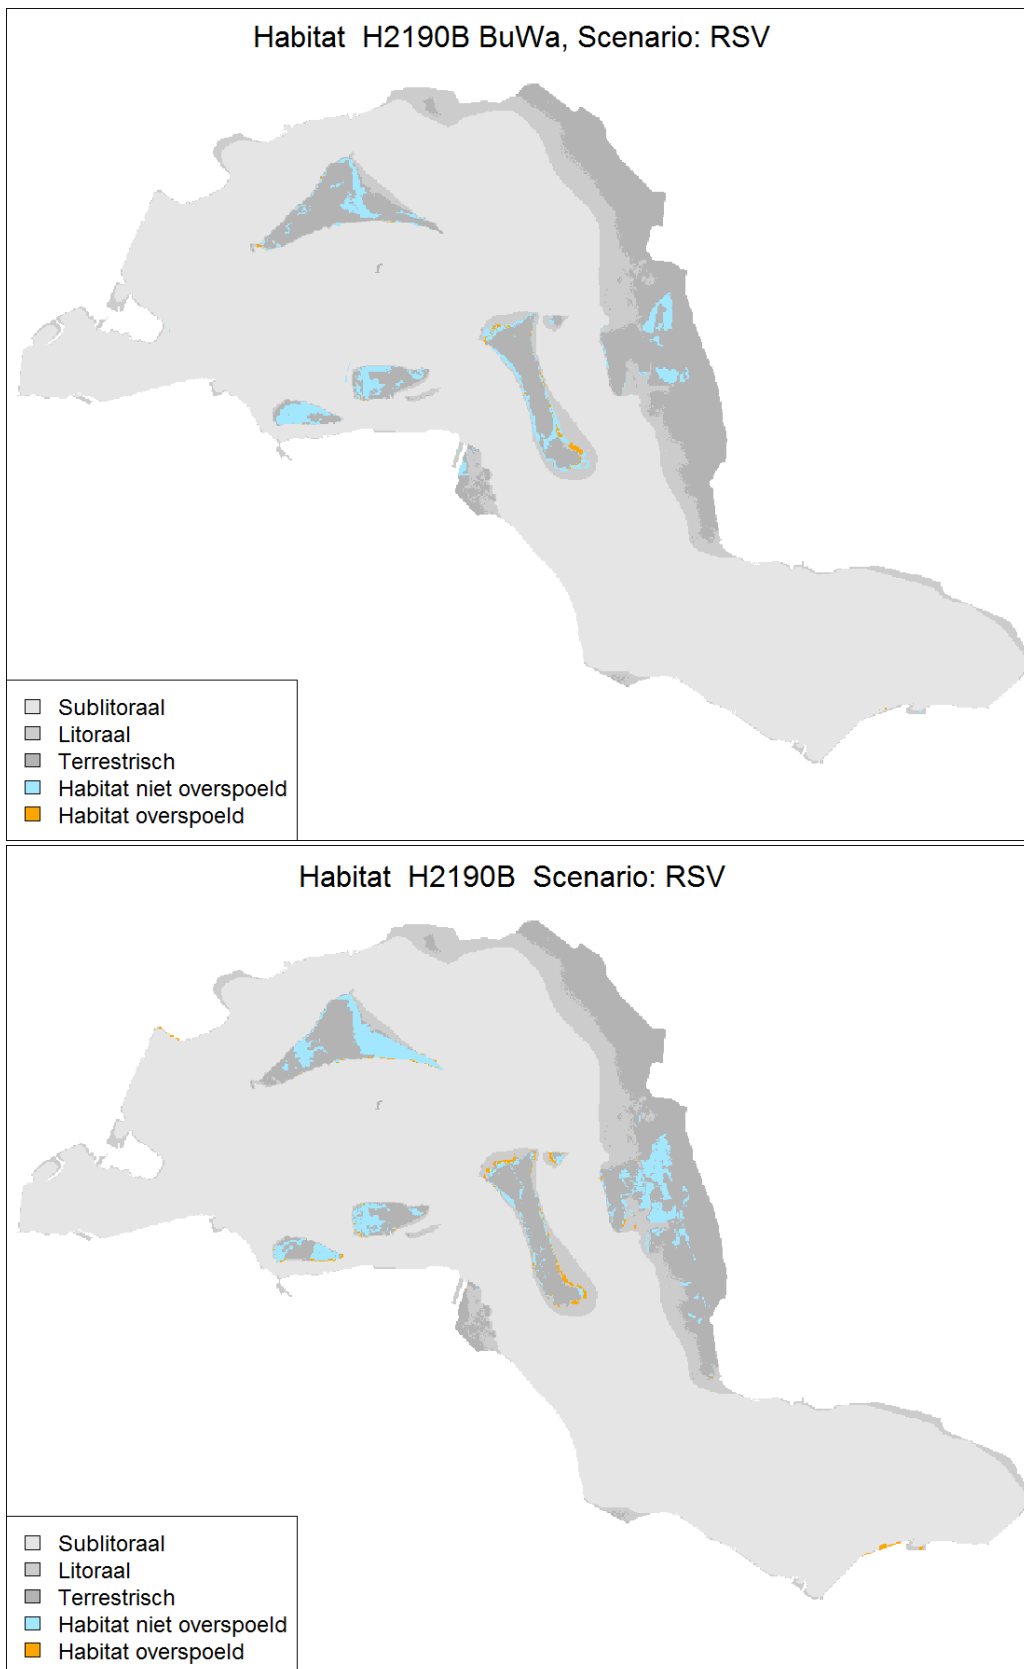 Habitat  H2190B BuWa, Scenario: RSV
Sublitoraal
Litoraal
Terrestrisch
Habitat niet overspoeld
Habitat overspoeld
Habitat  H2190B  Scenario: RSV
Sublitoraal
Litoraal
Terrestrisch
Habitat niet overspoeld
Habitat overspoeld